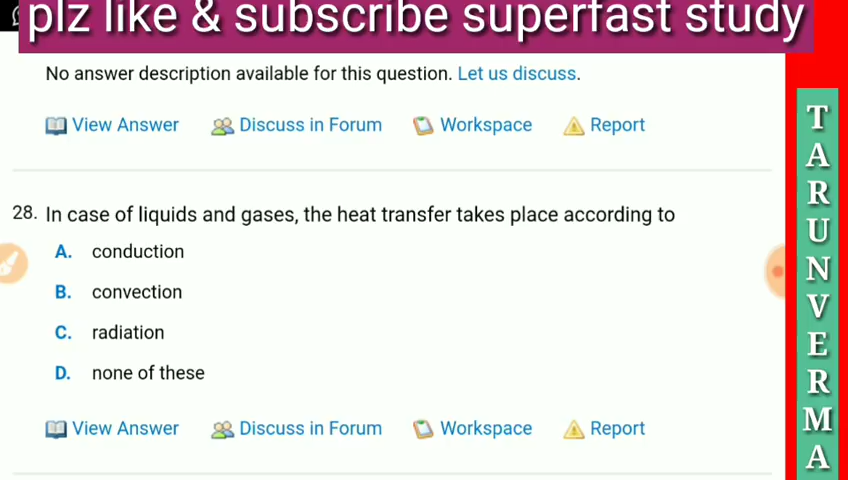 plz like & subscribe superfast study
No answer description available for this question. Let us discuss.
View Answer Discuss in Forum Workspace Report
28. In case of liquids and gases, the heat transfer takes place according to
A. conduction
B. convection
C. radiation
D. none of these
View Answer Discuss in Forum Workspace Report
T
A
R
U
N
V
E
R
M
A